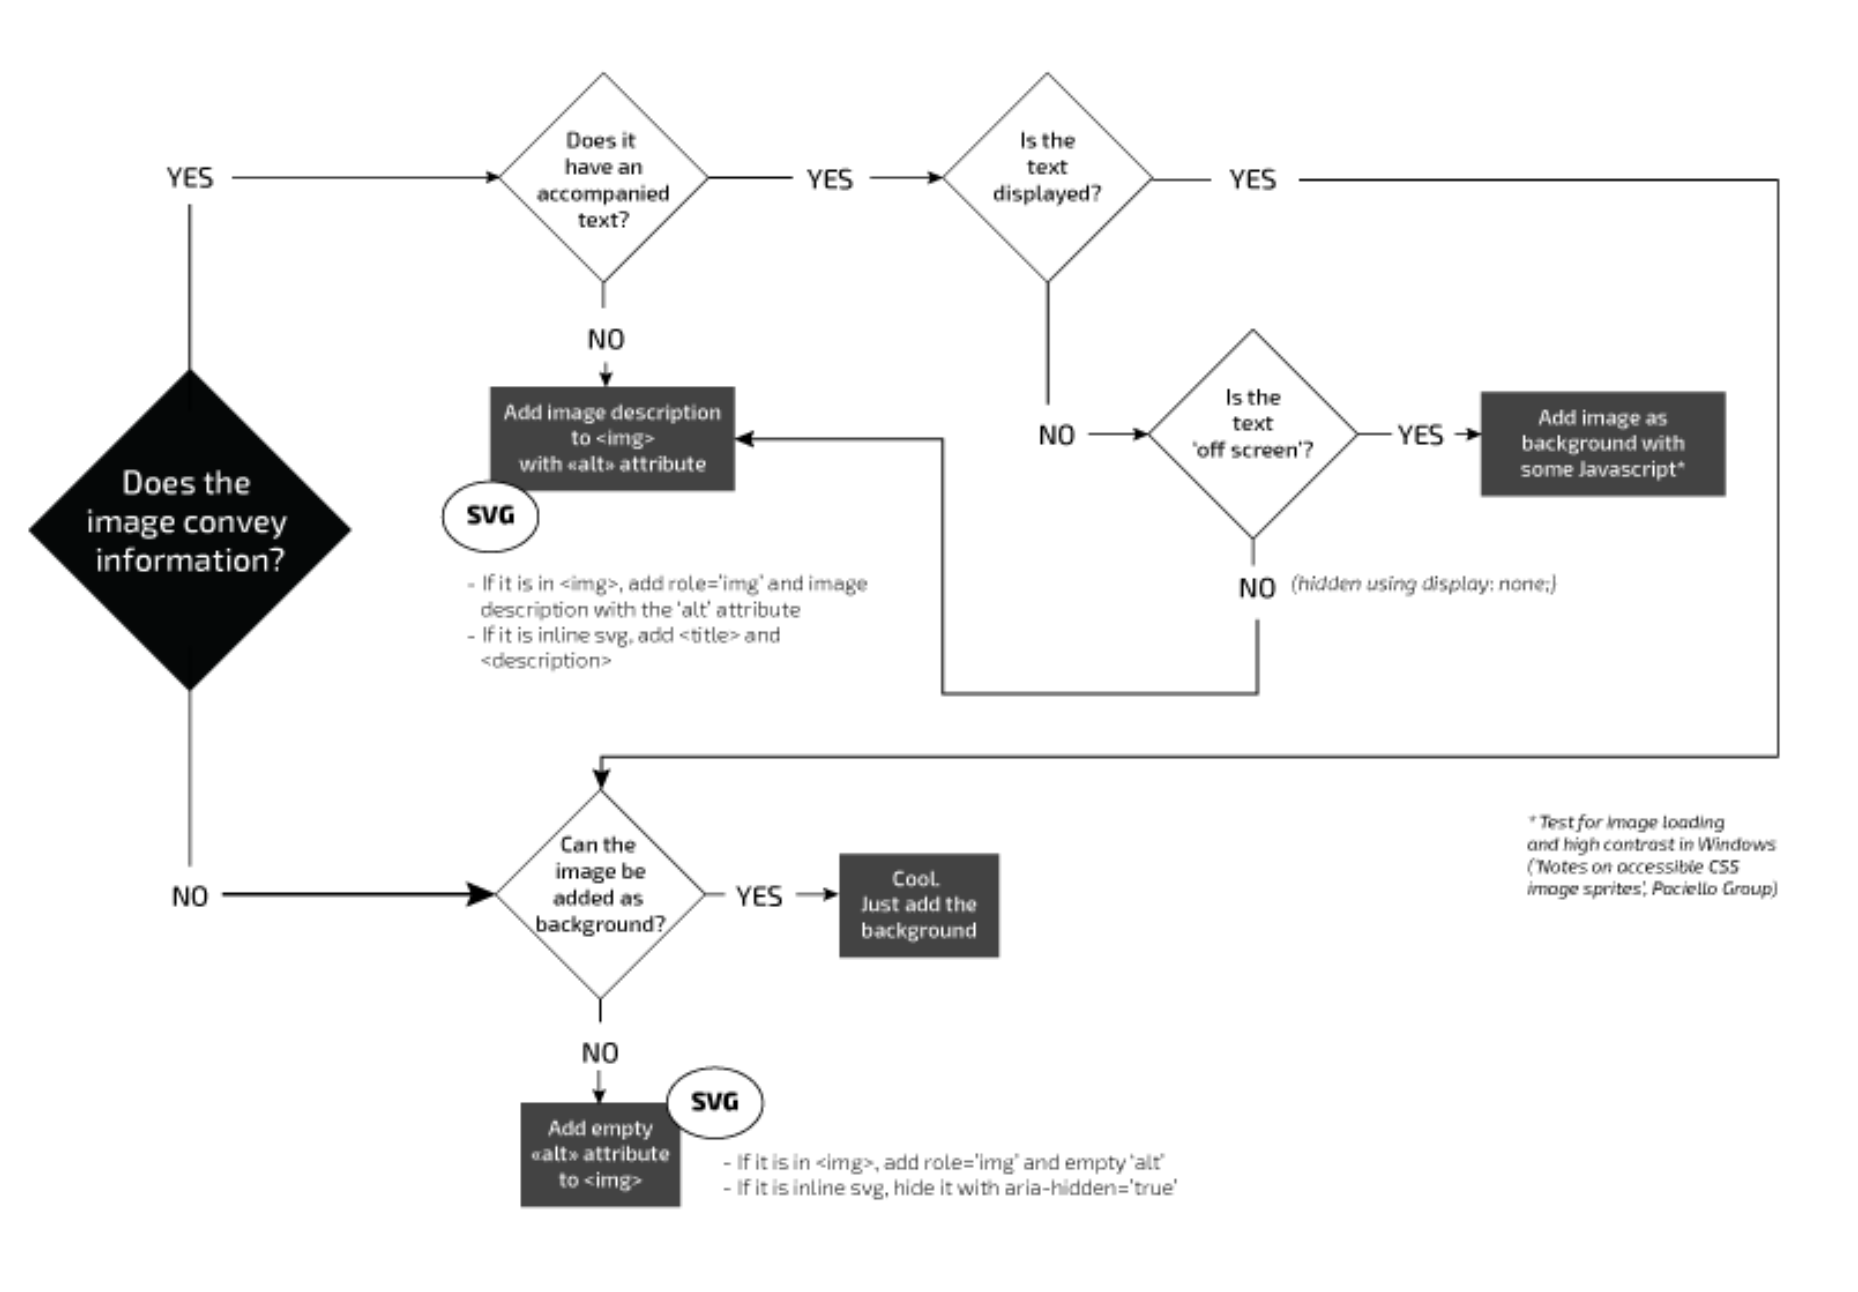 Does the
image convey
information?
YES
Does it
have an
accompanied
text?
YES
Is the
text
displayed?
YES
NO
Add image description
to <img>
with «alt» attribute
SVG
- If it is in <img>, add role='img' and image
description with the 'alt' attribute
- If it is inline svg, add <title> and
<description>
NO
Is the
text
'off screen'?
YES
Add image as
background with
some Javascript*
NO (hidden using display: none;)
NO
Can the
image be
added as
background?
YES
Cool.
Just add the
background
* Test for image loading
and high contrast in Windows
('Notes on accessible CSS
image sprites', Paciello Group)
NO
Add empty
«alt» attribute
to <img>
SVG
- If it is in <img>, add role='img' and empty 'alt'
- If it is inline svg, hide it with aria-hidden='true'